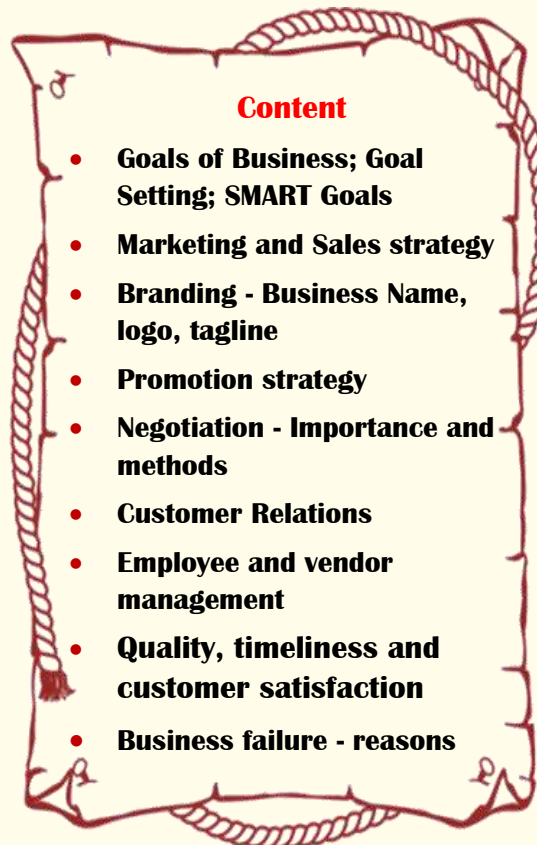 Content
• Goals of Business; Goal
Setting; SMART Goals
• Marketing and Sales strategy
• Branding - Business Name,
logo, tagline
• Promotion strategy
• Negotiation - Importance and
methods
• Customer Relations
• Employee and vendor
management
• Quality, timeliness and
customer satisfaction
• Business failure - reasons